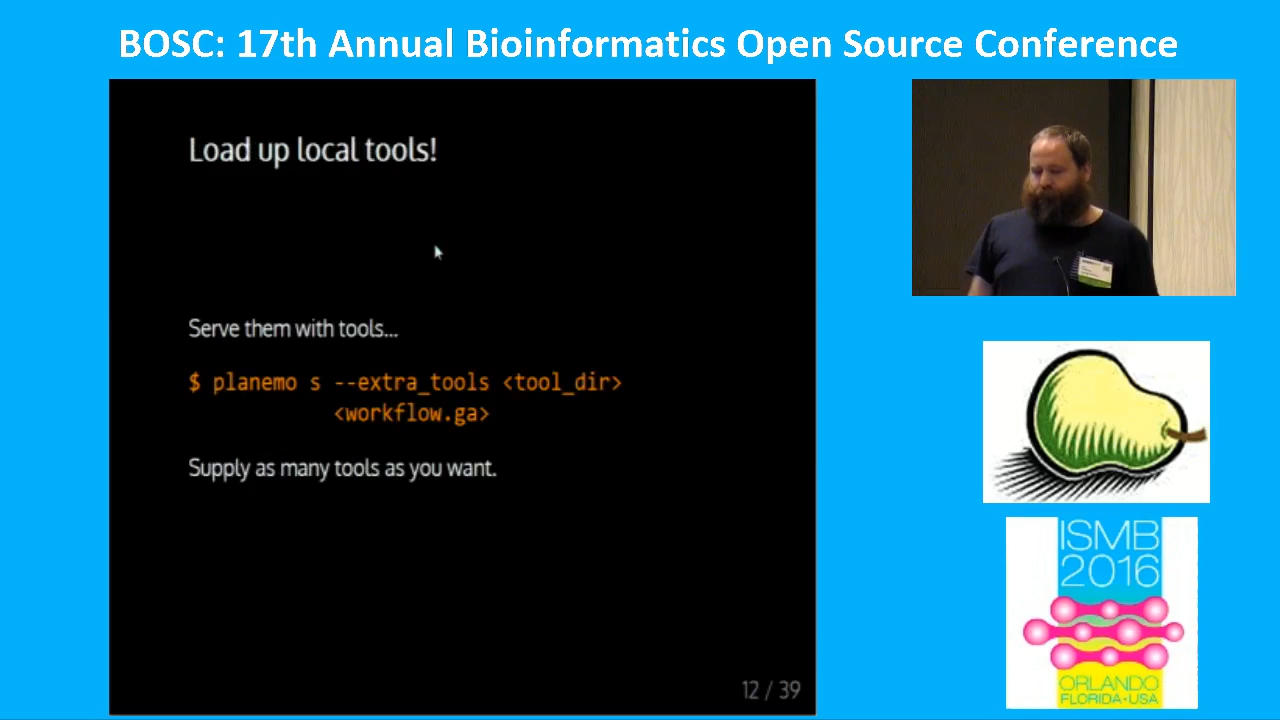 BOSC: 17th Annual Bioinformatics Open Source Conference
Load up local tools!
Serve them with tools...
$ planemo s --extra_tools <tool_dir>
<workflow.ga>
Supply as many tools as you want.
12 / 39
ISMB
2016
ORLANDO
FLORIDA•USA